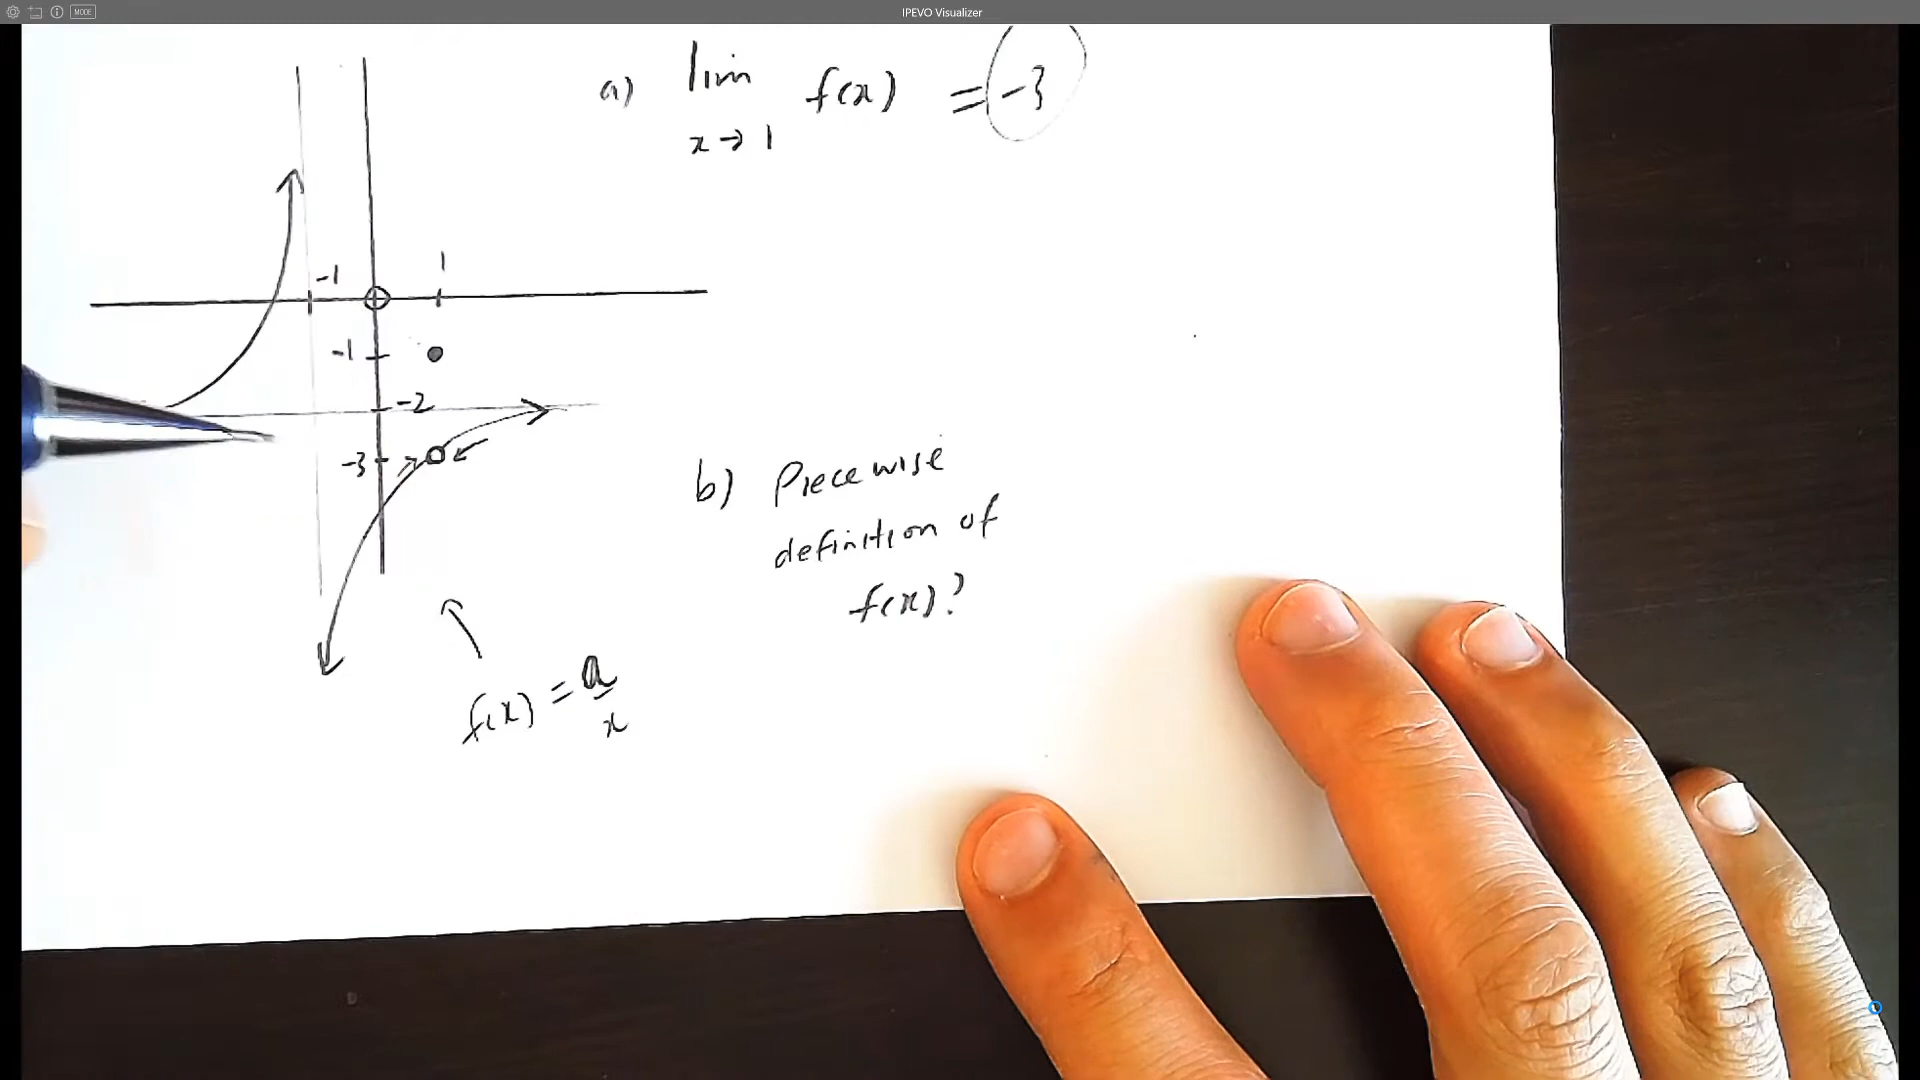 MODE
IPEVO Visualizer
a) lim f(x) = -3
x → 1
-1
1
-1
-2
-3
b) Piecewise
definition of
f(x)?
f(x) = a/x